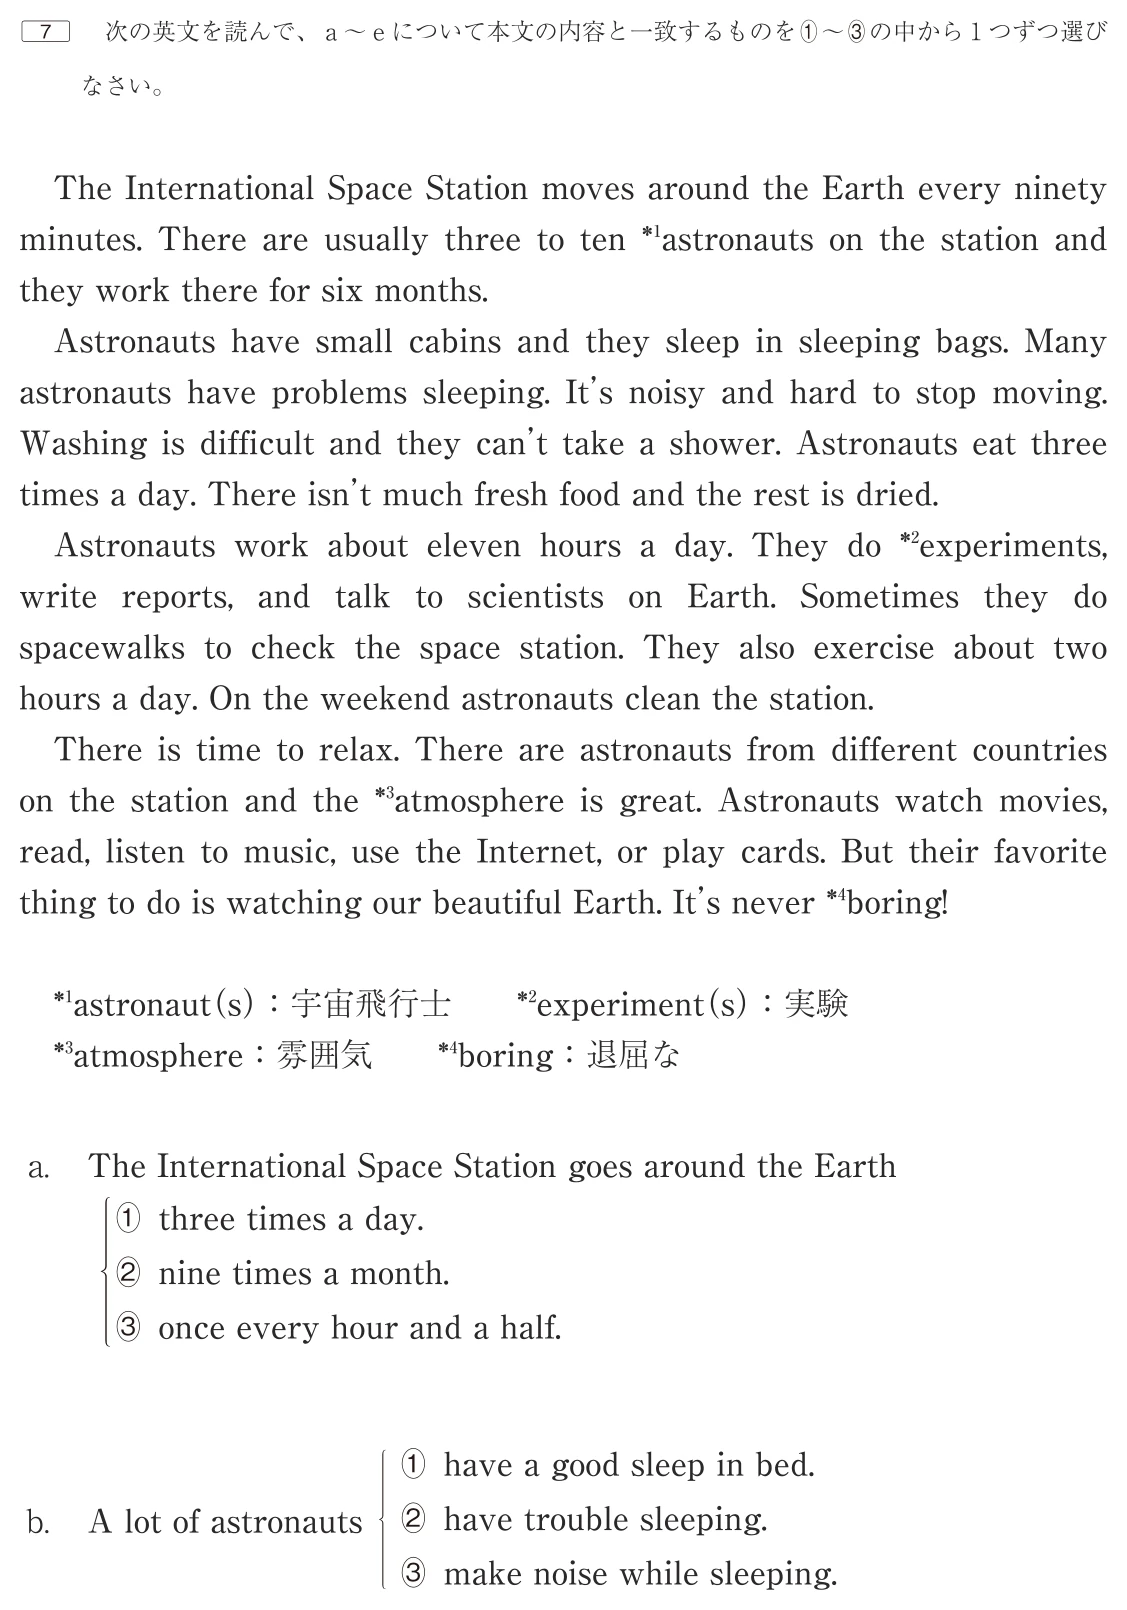 7 次の英文を読んで、a～eについて本文の内容と一致するものを①～③の中から1つずつ選び
なさい。
The International Space Station moves around the Earth every ninety
minutes. There are usually three to ten *1astronauts on the station and
they work there for six months.
Astronauts have small cabins and they sleep in sleeping bags. Many
astronauts have problems sleeping. It's noisy and hard to stop moving.
Washing is difficult and they can't take a shower. Astronauts eat three
times a day. There isn't much fresh food and the rest is dried.
Astronauts work about eleven hours a day. They do *2experiments,
write reports, and talk to scientists on Earth. Sometimes they do
spacewalks to check the space station. They also exercise about two
hours a day. On the weekend astronauts clean the station.
There is time to relax. There are astronauts from different countries
on the station and the *3atmosphere is great. Astronauts watch movies,
read, listen to music, use the Internet, or play cards. But their favorite
thing to do is watching our beautiful Earth. It's never *4boring!
*1astronaut(s)：宇宙飛行士 *2experiment(s)：実験
*3atmosphere：雰囲気 *4boring：退屈な
a. The International Space Station goes around the Earth
① three times a day.
② nine times a month.
③ once every hour and a half.
b. A lot of astronauts
① have a good sleep in bed.
② have trouble sleeping.
③ make noise while sleeping.